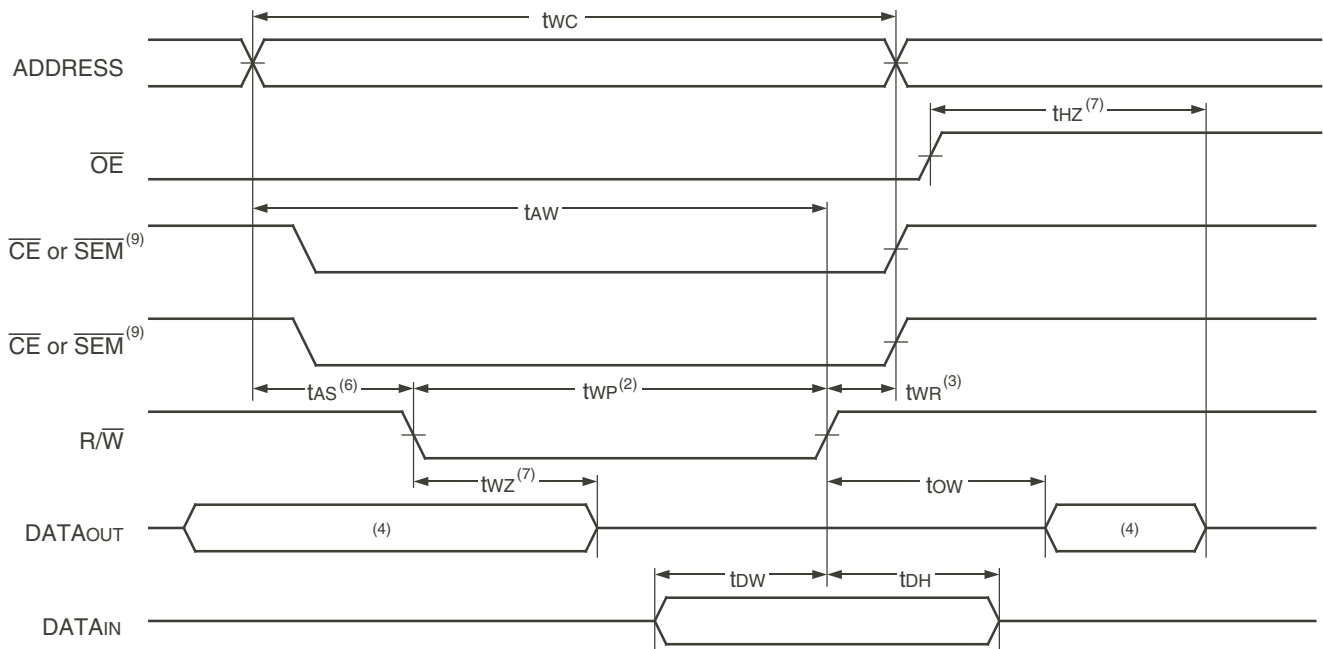 tWC
ADDRESS
tHZ(7)
OE
tAW
CE or SEM(9)
CE or SEM(9)
tAS(6)
tWP(2)
tWR(3)
R/W
tWZ(7)
tOW
DATAOUT
(4)
(4)
tDW
tDH
DATAIN